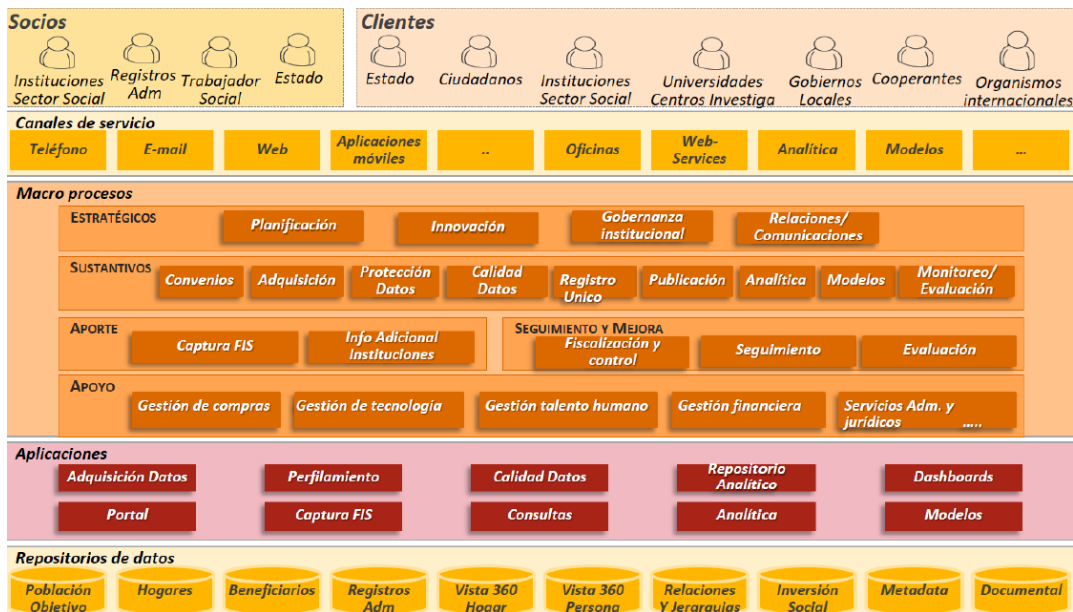 Socios
Instituciones
Sector Social
Registros
Adm
Trabajador
Social
Estado
Clientes
Estado
Ciudadanos
Instituciones
Sector Social
Universidades
Centros Investiga
Gobiernos
Locales
Cooperantes
Organismos
internacionales
Canales de servicio
Teléfono
E-mail
Web
Aplicaciones
móviles
..
Oficinas
Web-
Services
Analítica
Modelos
...
Macro procesos
ESTRATÉGICOS
Planificación
Innovación
Gobernanza
institucional
Relaciones/
Comunicaciones
SUSTANTIVOS
Convenios
Adquisición
Protección
Datos
Calidad
Datos
Registro
Unico
Publicación
Analítica
Modelos
Monitoreo/
Evaluación
APORTE
Captura FIS
Info Adicional
Instituciones
SEGUIMIENTO Y MEJORA
Fiscalización y
control
Seguimiento
Evaluación
APOYO
Gestión de compras
Gestión de tecnología
Gestión talento humano
Gestión financiera
Servicios Adm. y
jurídicos .....
Aplicaciones
Adquisición Datos
Perfilamiento
Calidad Datos
Repositorio
Analítico
Dashboards
Portal
Captura FIS
Consultas
Analítica
Modelos
Repositorios de datos
Población
Objetivo
Hogares
Beneficiarios
Registros
Adm
Vista 360
Hogar
Vista 360
Persona
Relaciones
Y Jerarquias
Inversión
Social
Metadata
Documental